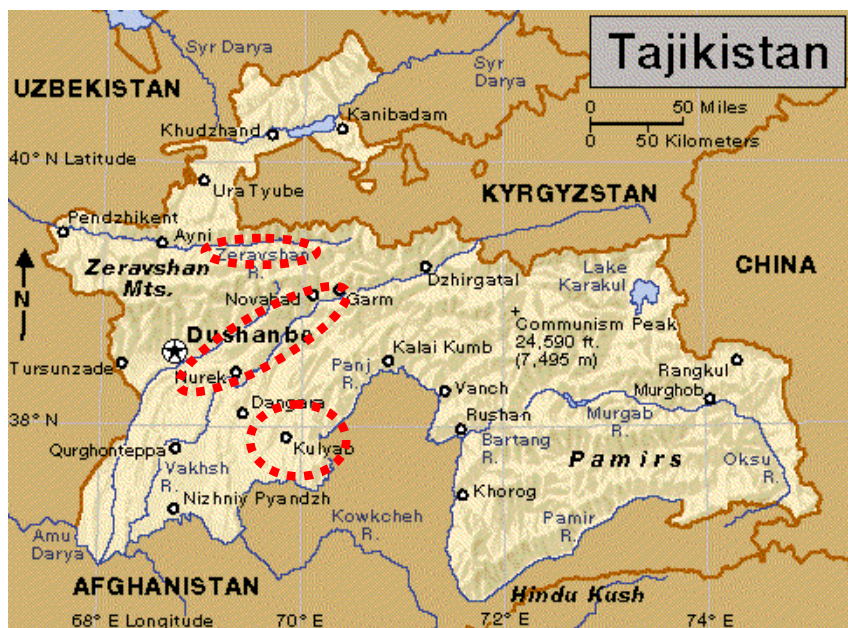 Tajikistan
Syr Darya
Syr
Darya
UZBEKISTAN
0 50 Miles
0 50 Kilometers
Kanibadam
Khudzhand
40° N Latitude
Ura Tyube
KYRGYZSTAN
Pendzhikent
Ayni
Zeravshan
R.
Zeravshan
Mts.
N
Dzhirgatal
Lake
Karakul
CHINA
Novabad
Garm
Communism Peak
24,590 ft.
(7,495 m)
Dushanbe
Tursunzade
Nurek
Panj
R.
Kalai Kumb
Rangkul
Vanch
Murghob
Dangara
38° N
Rushan
Murgab
R.
Bartang
R.
Qurghonteppa
Kulyab
Pamirs
Oksu
R.
Vakhsh
R.
Nizhniy Pyandzh
Khorog
Kowkcheh
R.
Pamir
R.
Amu
Darya
AFGHANISTAN
Hindu Kush
68° E Longitude
70° E
72° E
74° E